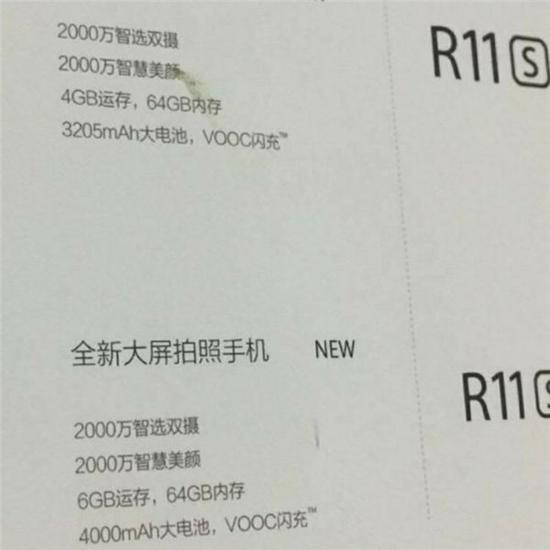 2000万智选双摄
2000万智慧美颜
4GB运存，64GB内存
3205mAh大电池，VOOC闪充™
R11s
全新大屏拍照手机 NEW
R11s
2000万智选双摄
2000万智慧美颜
6GB运存，64GB内存
4000mAh大电池，VOOC闪充™